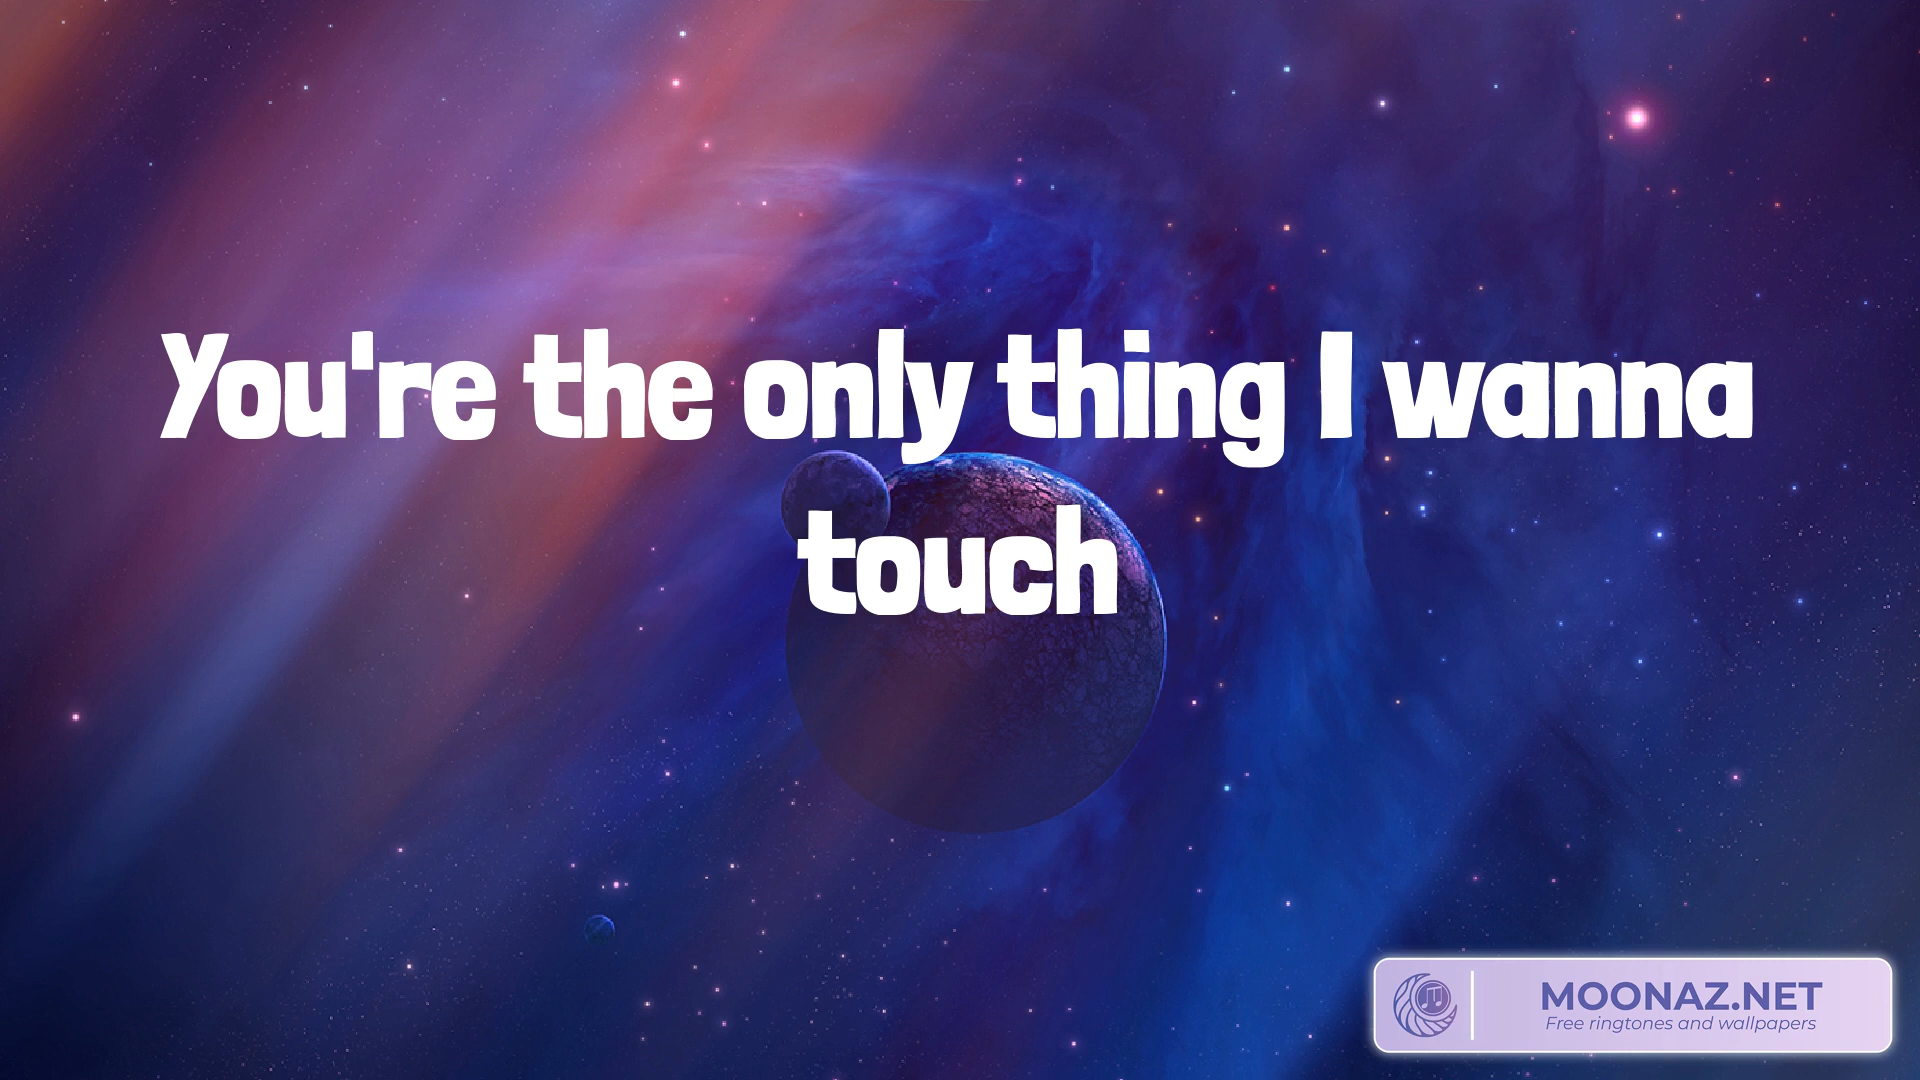 You're the only thing I wanna
touch
MOONAZ.NET
Free ringtones and wallpapers